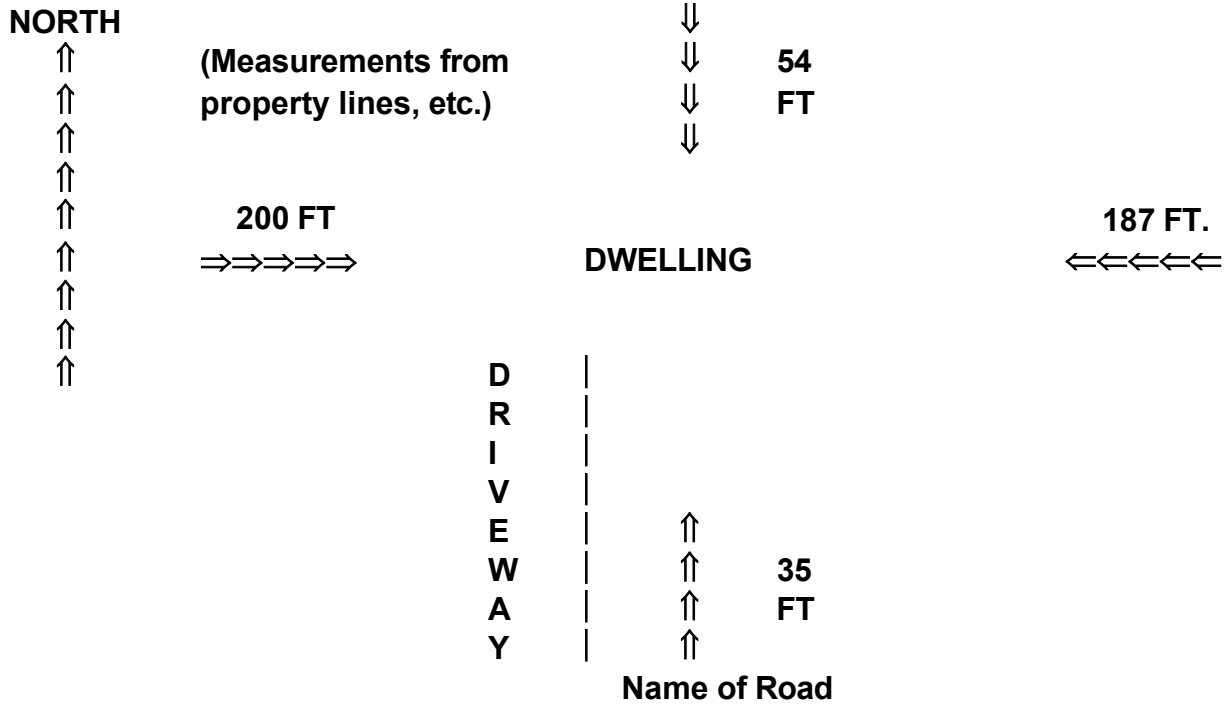 NORTH
(Measurements from
property lines, etc.)
54
FT
200 FT
187 FT.
DWELLING
D
R
I
V
E
W
A
Y
35
FT
Name of Road